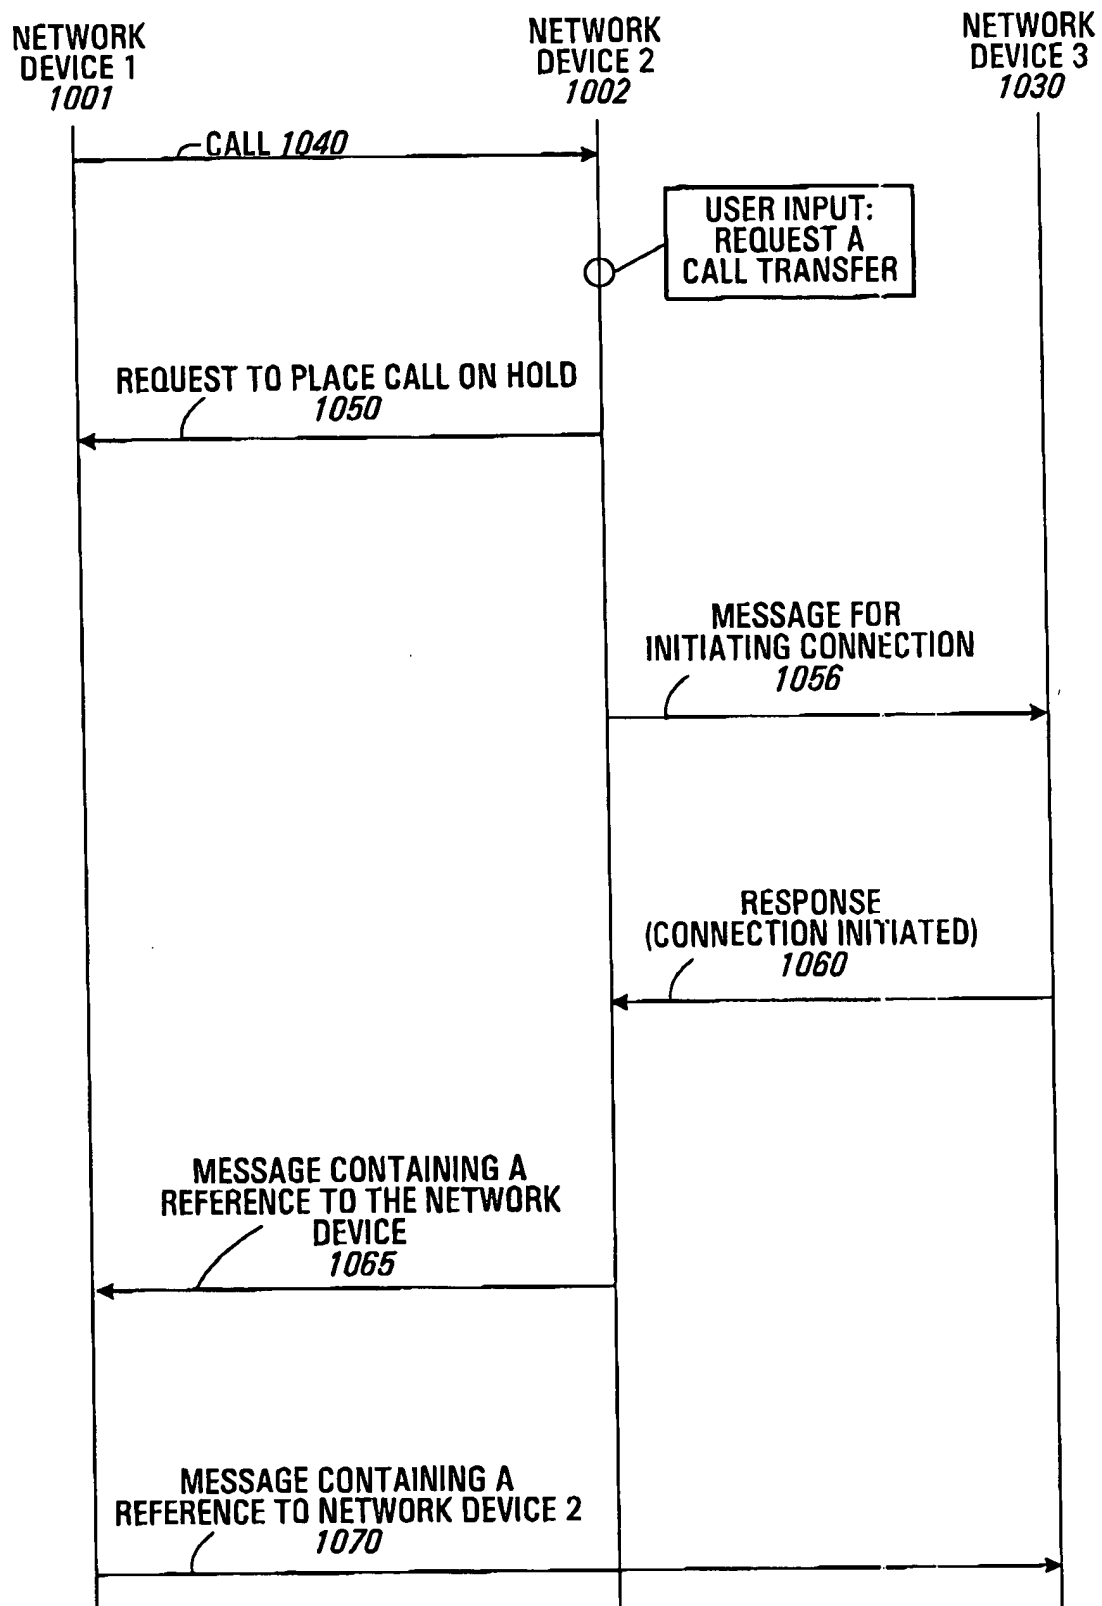 NETWORK
DEVICE 1
1001
NETWORK
DEVICE 2
1002
NETWORK
DEVICE 3
1030
CALL 1040
USER INPUT:
REQUEST A
CALL TRANSFER
REQUEST TO PLACE CALL ON HOLD
1050
MESSAGE FOR
INITIATING CONNECTION
1056
RESPONSE
(CONNECTION INITIATED)
1060
MESSAGE CONTAINING A
REFERENCE TO THE NETWORK
DEVICE
1065
MESSAGE CONTAINING A
REFERENCE TO NETWORK DEVICE 2
1070